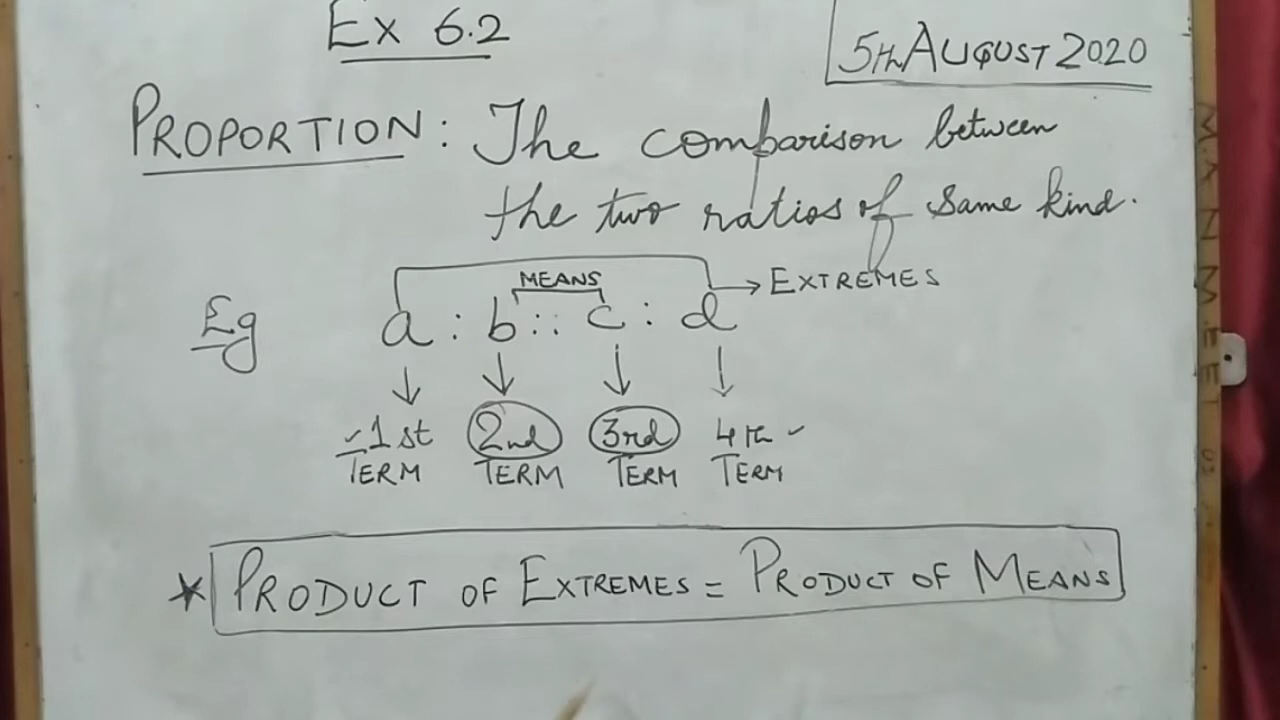 Ex 6.2
5th AUGUST 2020
PROPORTION: The comparison between
the two ratios of same kind.
MEANS
EXTREMES
Eg a : b :: c : d
1st 2nd 3rd 4th
TERM TERM TERM TERM
PRODUCT OF EXTREMES = PRODUCT OF MEANS